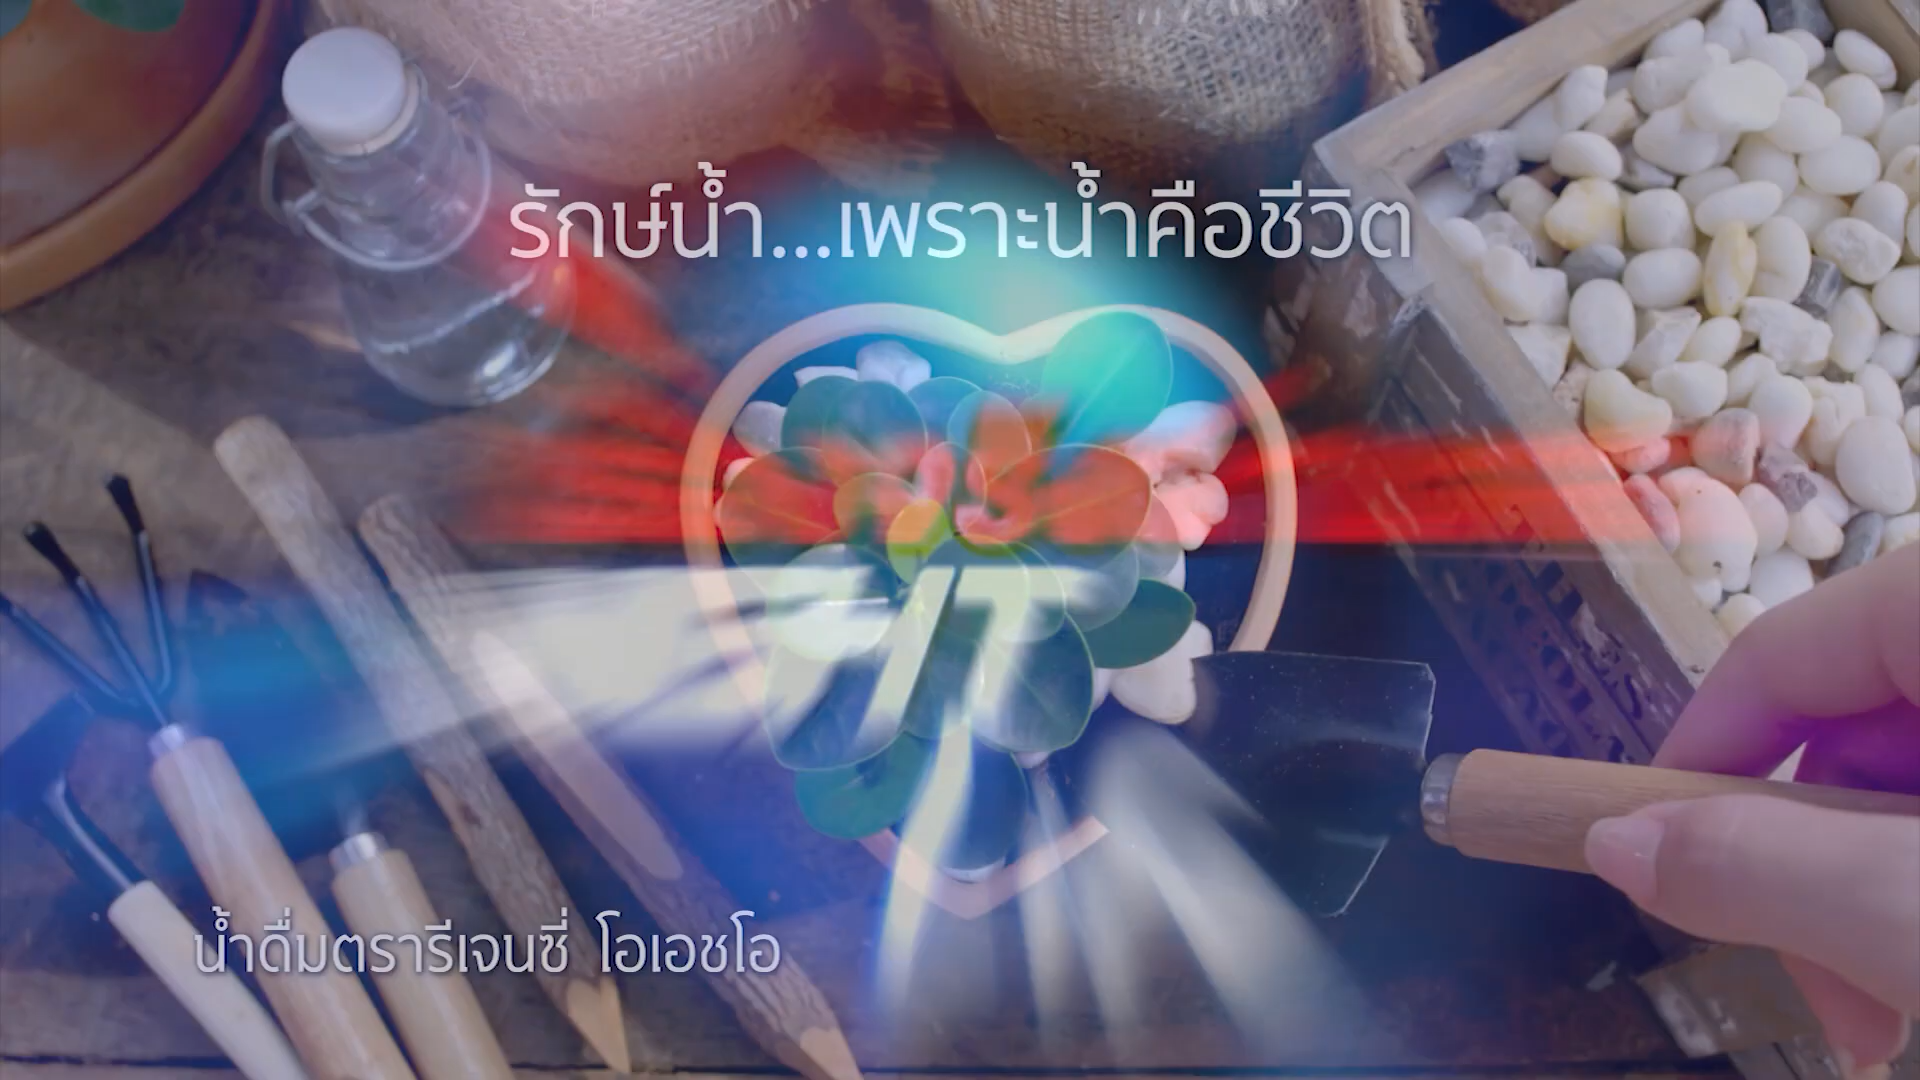 รักษ์น้ำ...เพราะน้ำคือชีวิต
น้ำดื่มตรารีเจนซี่ โอเอชโอ